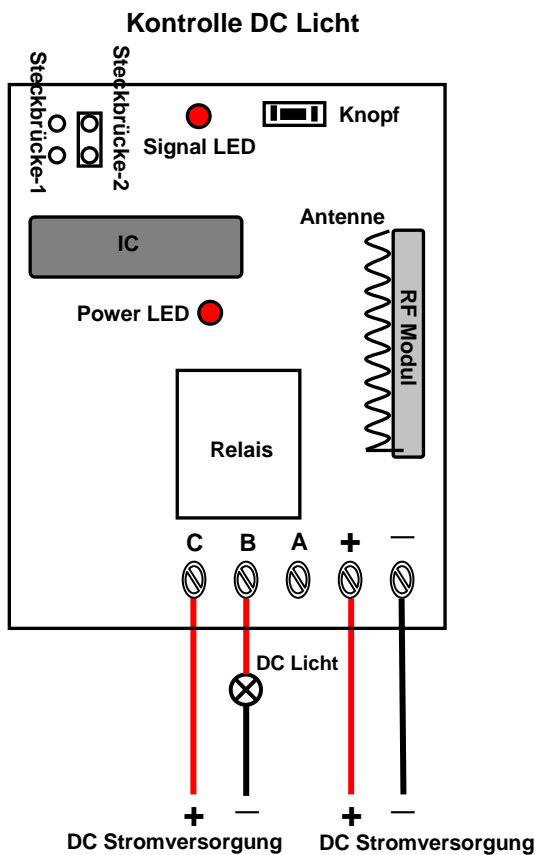 Kontrolle DC Licht
Steckbrücke-1
Steckbrücke-2
Signal LED
Knopf
IC
Antenne
RF Modul
Power LED
Relais
C B A + —
DC Licht
+ — + —
DC Stromversorgung DC Stromversorgung